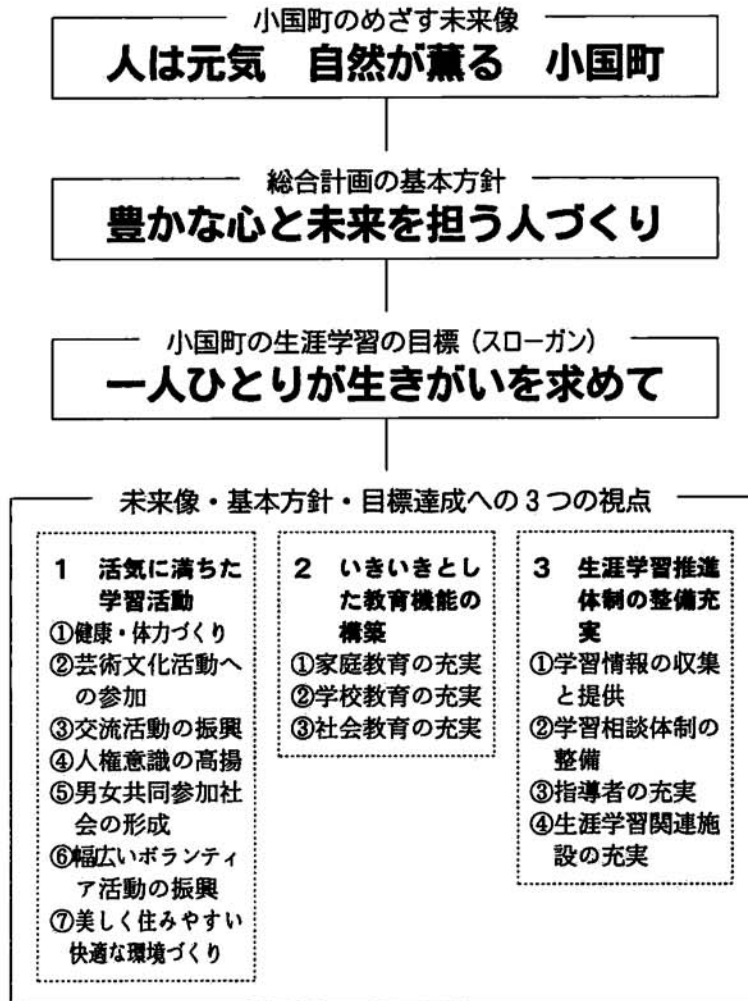 小国町のめざす未来像
人は元気　自然が薫る　小国町
総合計画の基本方針
豊かな心と未来を担う人づくり
小国町の生涯学習の目標（スローガン）
一人ひとりが生きがいを求めて
未来像・基本方針・目標達成への３つの視点
1　活気に満ちた
学習活動
①健康・体力づくり
②芸術文化活動へ
の参加
③交流活動の振興
④人権意識の高揚
⑤男女共同参加社
会の形成
⑥幅広いボランティ
ア活動の振興
⑦美しく住みやすい
快適な環境づくり
2　いきいきとし
た教育機能の
構築
①家庭教育の充実
②学校教育の充実
③社会教育の充実
3　生涯学習推進
体制の整備充
実
①学習情報の収集
と提供
②学習相談体制の
整備
③指導者の充実
④生涯学習関連施
設の充実